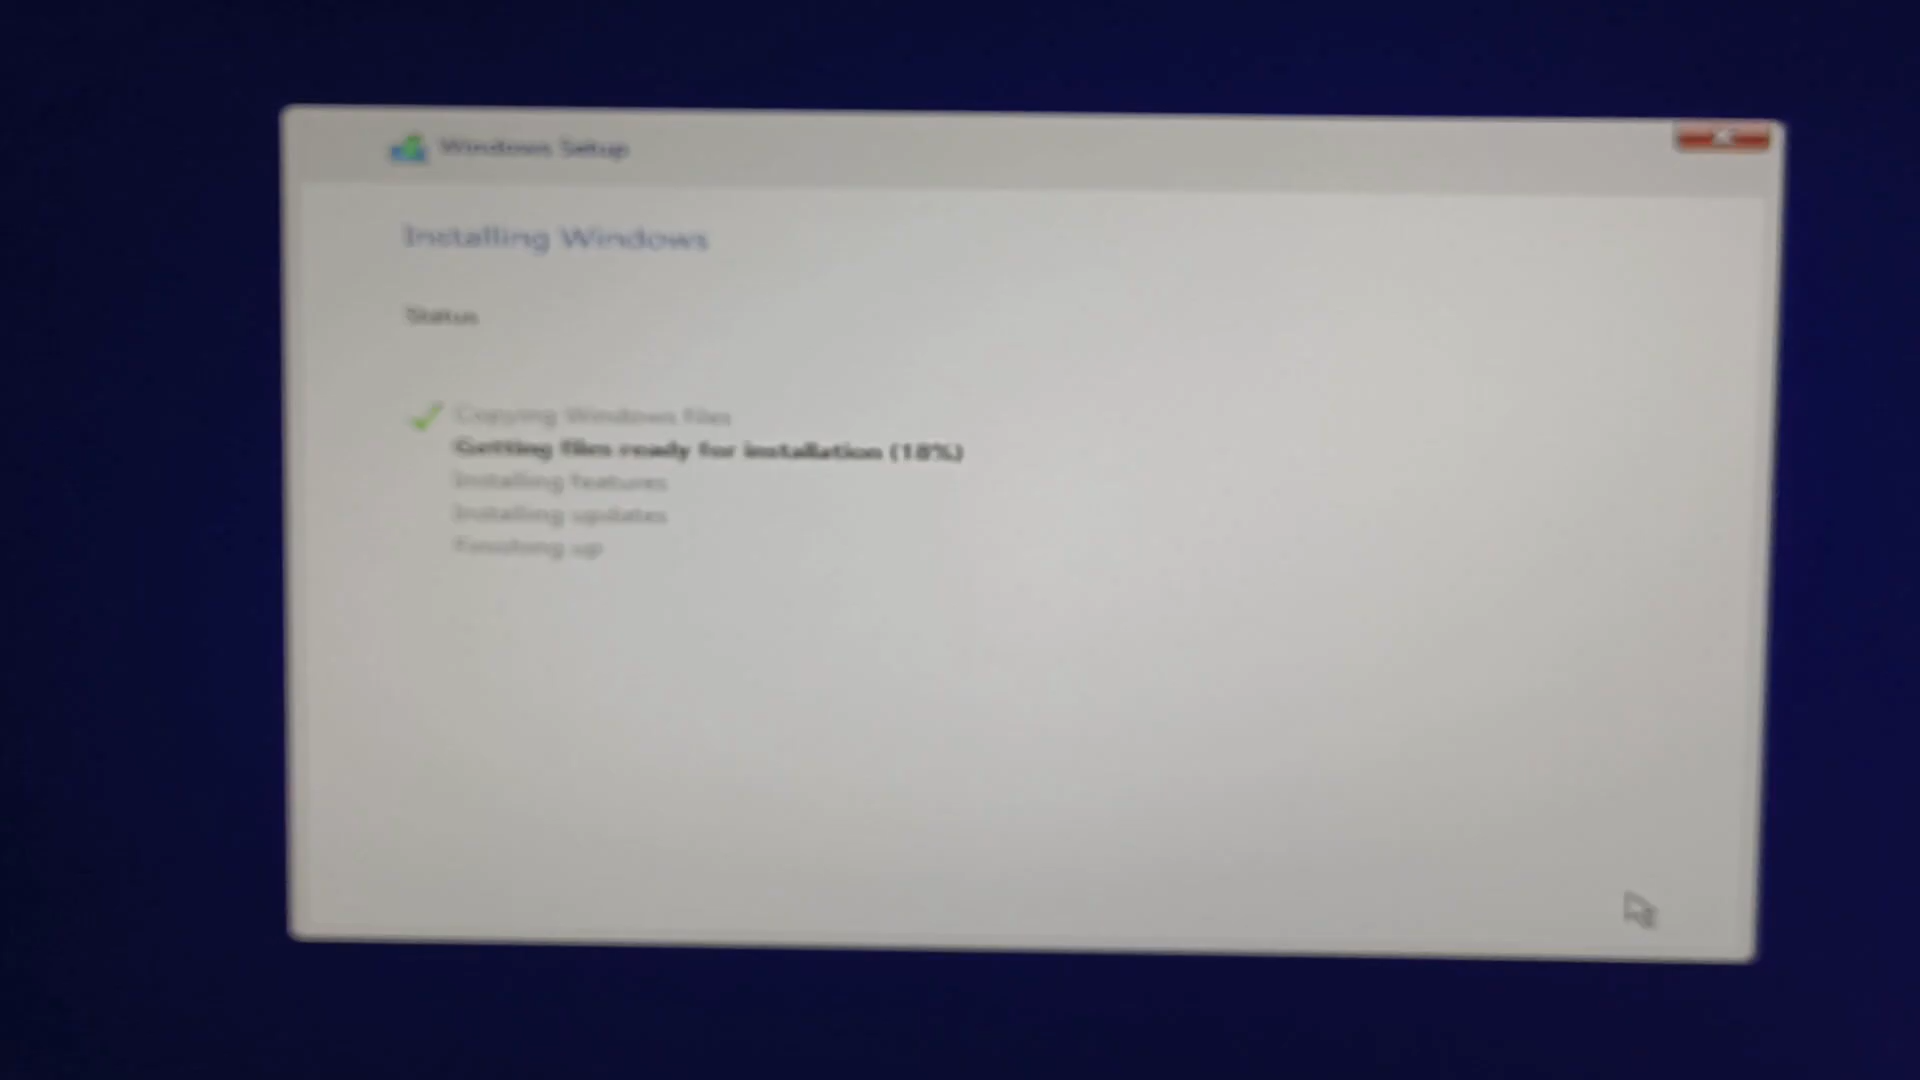 Windows Setup
Installing Windows
Status
Copying Windows files
Getting files ready for installation (18%)
Installing features
Installing updates
Finishing up